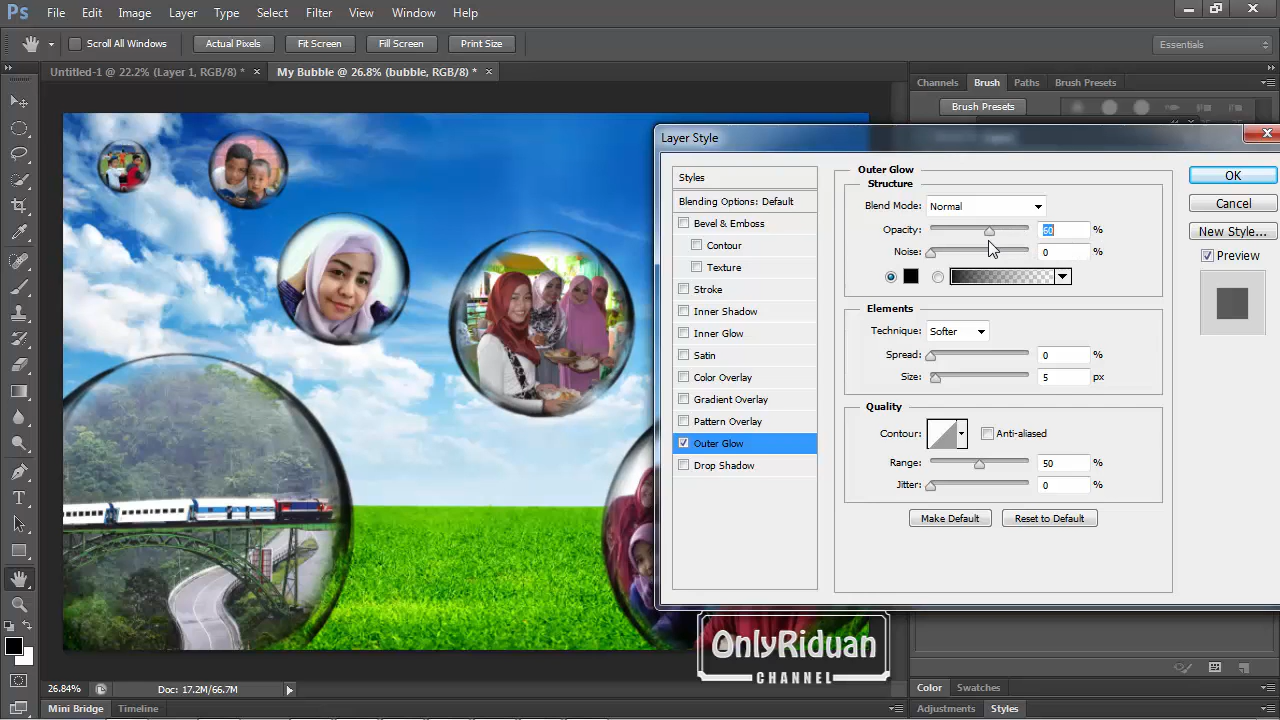 Ps File Edit Image Layer Type Select Filter View Window Help
Scroll All Windows Actual Pixels Fit Screen Fill Screen Print Size Essentials
Untitled-1 @ 22.2% (Layer 1, RGB/8) * × My Bubble @ 26.8% (bubble, RGB/8) * ×
Channels Brush Paths Brush Presets
Brush Presets
Layer Style
Styles
Blending Options: Default
Bevel & Emboss
Contour
Texture
Stroke
Inner Shadow
Inner Glow
Satin
Color Overlay
Gradient Overlay
Pattern Overlay
Outer Glow
Drop Shadow
Outer Glow
Structure
Blend Mode: Normal
Opacity: 60 %
Noise: 0 %
Elements
Technique: Softer
Spread: 0 %
Size: 5 px
Quality
Contour: Anti-aliased
Range: 50 %
Jitter: 0 %
Make Default Reset to Default
OK
Cancel
New Style...
Preview
OnlyRiduan
CHANNEL
26.84% Doc: 17.2M/66.7M
Mini Bridge Timeline
Color Swatches
Adjustments Styles